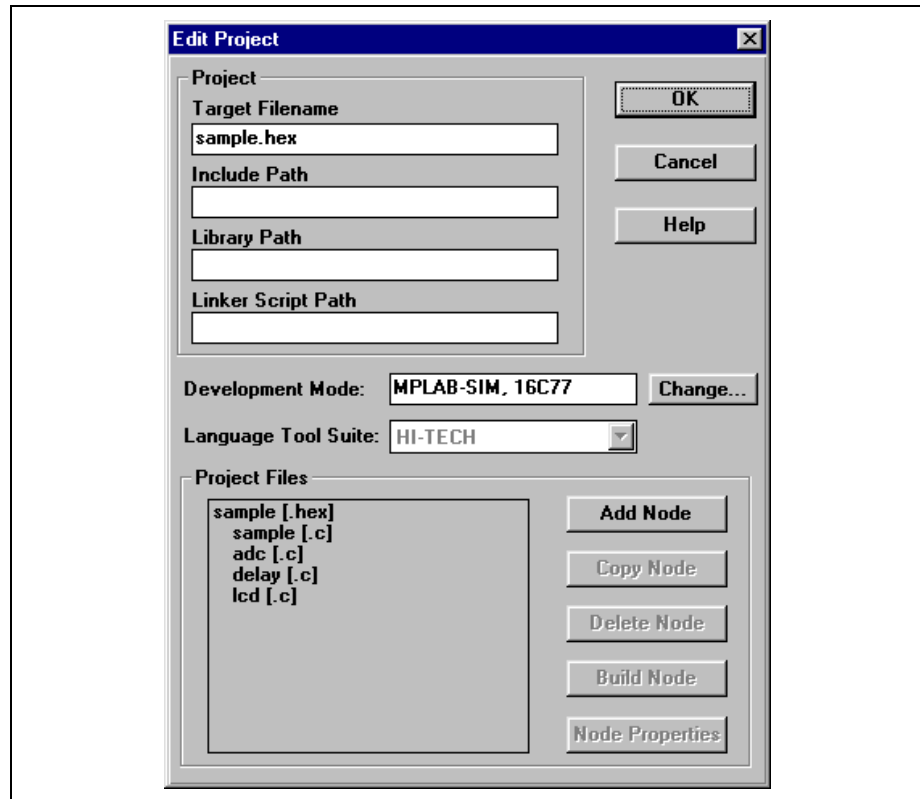 Edit Project
Project
Target Filename
sample.hex
Include Path
Library Path
Linker Script Path
OK
Cancel
Help
Development Mode: MPLAB-SIM, 16C77 Change...
Language Tool Suite: HI-TECH
Project Files
sample [.hex]
sample [.c]
adc [.c]
delay [.c]
lcd [.c]
Add Node
Copy Node
Delete Node
Build Node
Node Properties